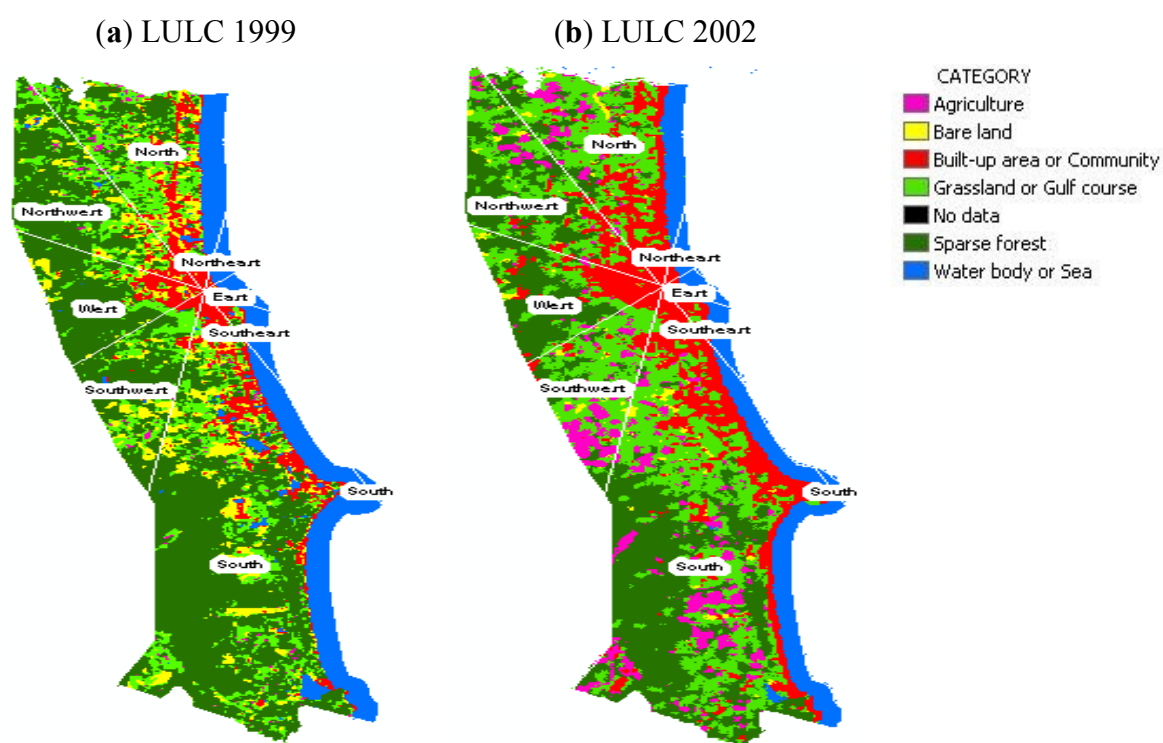 (a) LULC 1999
(b) LULC 2002
North
Northwest
Northeast
East
West
Southeast
Southwest
South
South
North
Northwest
Northeast
East
West
Southeast
Southwest
South
South
CATEGORY
Agriculture
Bare land
Built-up area or Community
Grassland or Gulf course
No data
Sparse forest
Water body or Sea